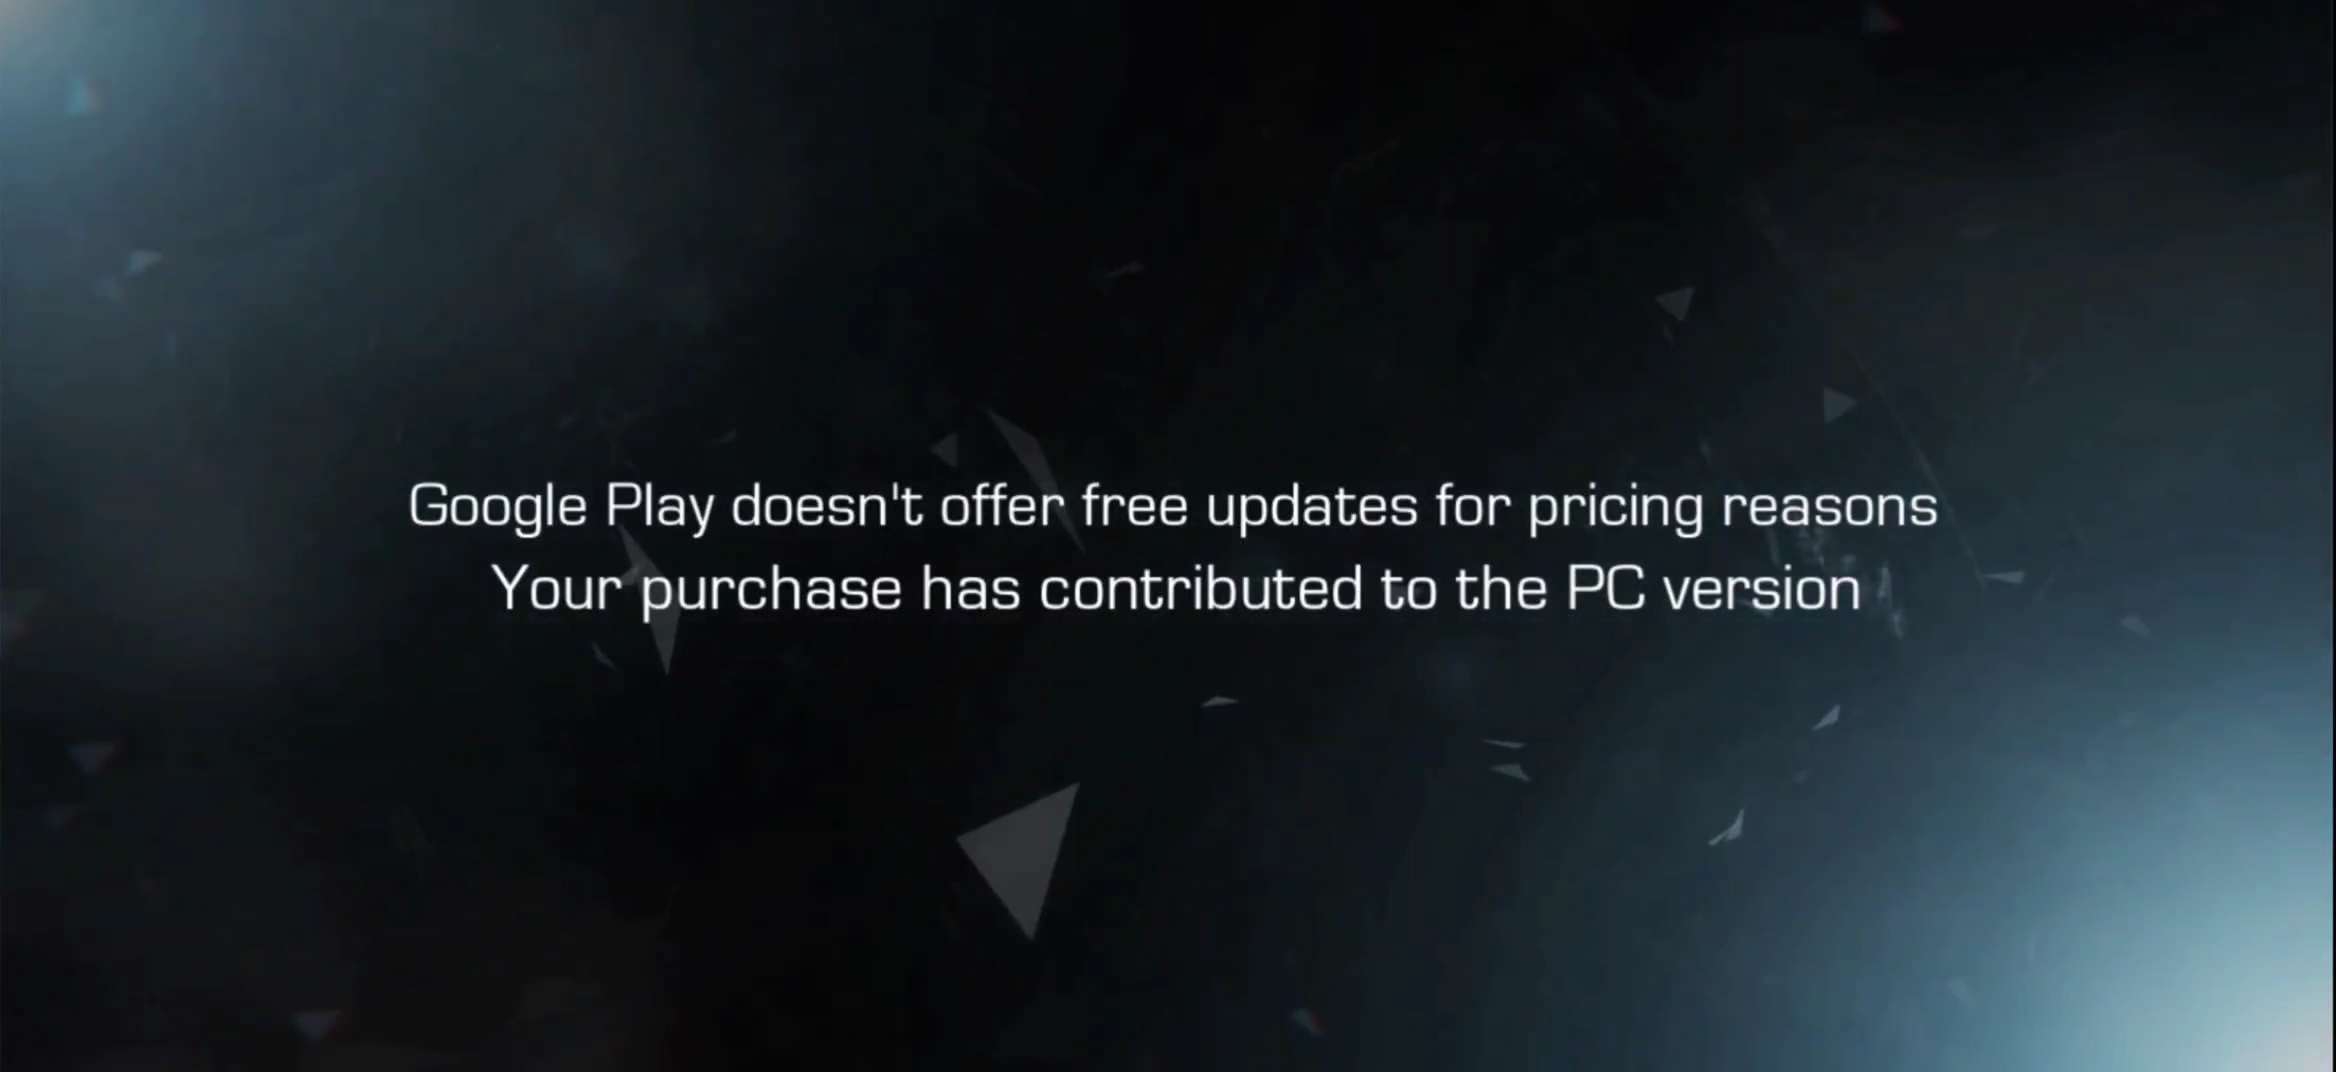 Google Play doesn't offer free updates for pricing reasons
Your purchase has contributed to the PC version